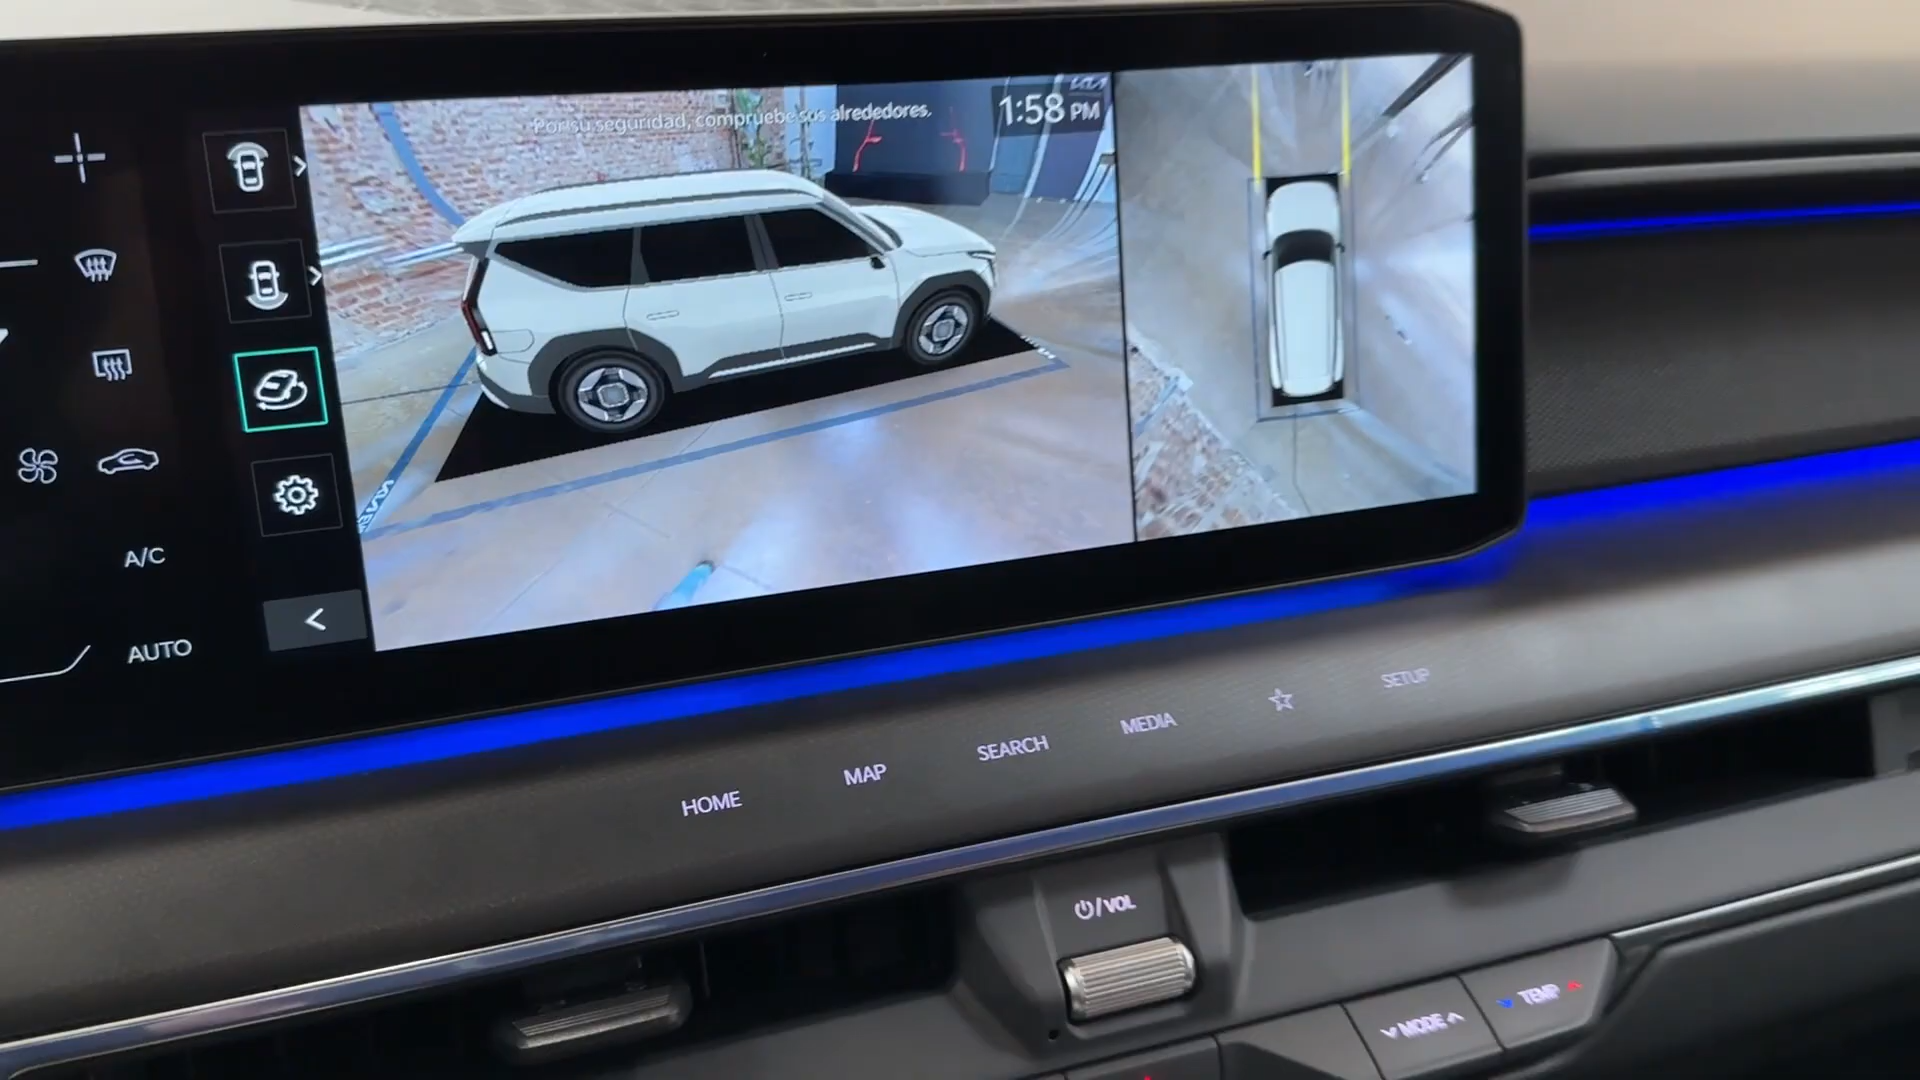 Por su seguridad, compruebe sus alrededores.
1:58 PM
A/C
AUTO
HOME
MAP
SEARCH
MEDIA
SETUP
/VOL
MODE
TEMP